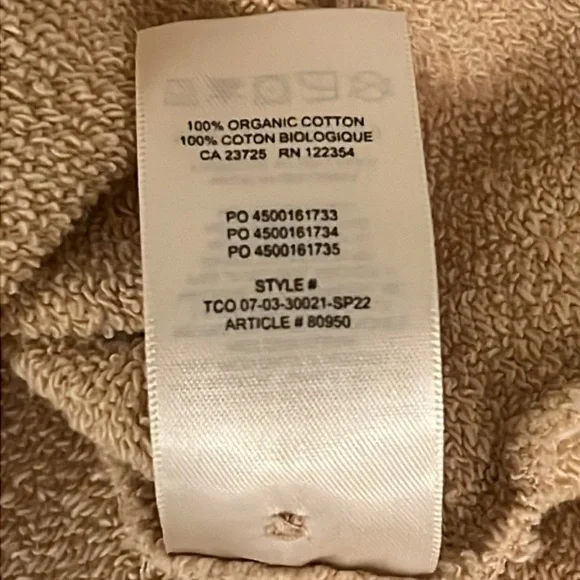 100% ORGANIC COTTON
100% COTON BIOLOGIQUE
CA 23725 RN 122354
PO 4500161733
PO 4500161734
PO 4500161735
STYLE #
TCO 07-03-30021-SP22
ARTICLE # 80950